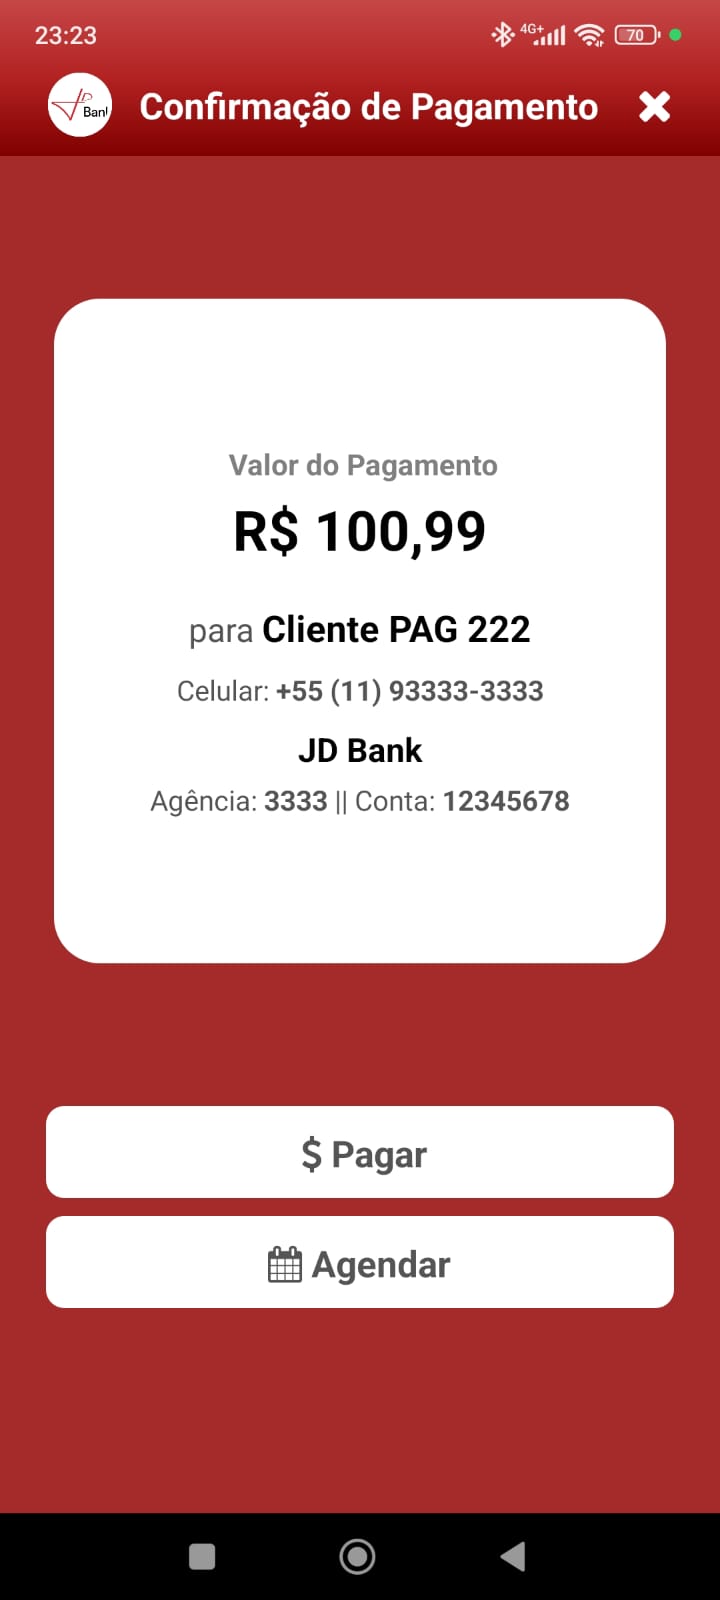 23:23
4G+
70
JD
Bank
Confirmação de Pagamento
Valor do Pagamento
R$ 100,99
para Cliente PAG 222
Celular: +55 (11) 93333-3333
JD Bank
Agência: 3333 || Conta: 12345678
$ Pagar
Agendar